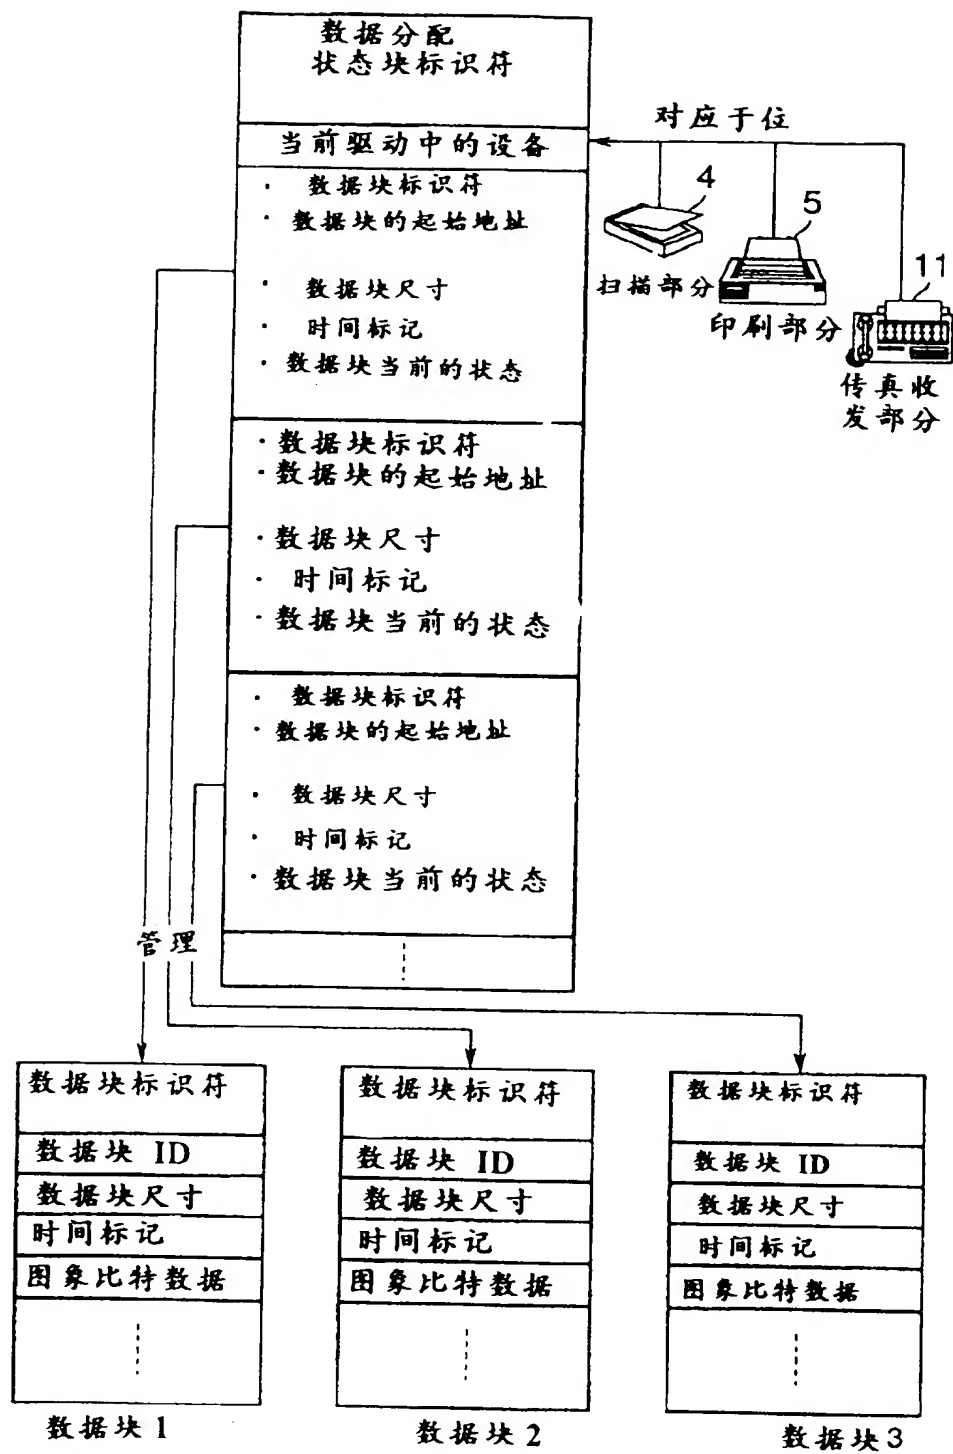 数据分配
状态块标识符
当前驱动中的设备
· 数据块标识符
· 数据块的起始地址
· 数据块尺寸
· 时间标记
· 数据块当前的状态
· 数据块标识符
· 数据块的起始地址
· 数据块尺寸
· 时间标记
· 数据块当前的状态
· 数据块标识符
· 数据块的起始地址
· 数据块尺寸
· 时间标记
· 数据块当前的状态
对应于位
4
扫描部分
5
印刷部分
11
传真收
发部分
管理
数据块标识符
数据块 ID
数据块尺寸
时间标记
图象比特数据
数据块 1
数据块标识符
数据块 ID
数据块尺寸
时间标记
图象比特数据
数据块 2
数据块标识符
数据块 ID
数据块尺寸
时间标记
图象比特数据
数据块 3